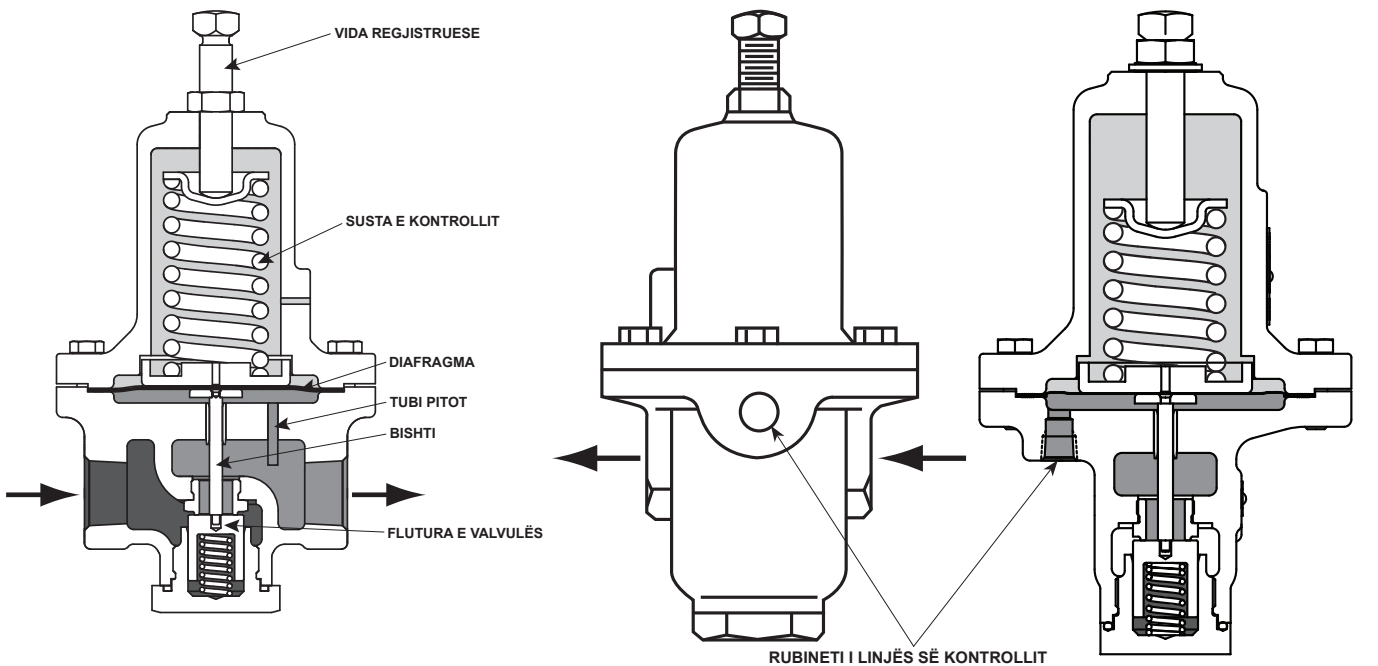 VIDA REGJISTRUESE
SUSTA E KONTROLLIT
DIAFRAGMA
TUBI PITOT
BISHTI
FLUTURA E VALVULËS
RUBINETI I LINJËS SË KONTROLLIT